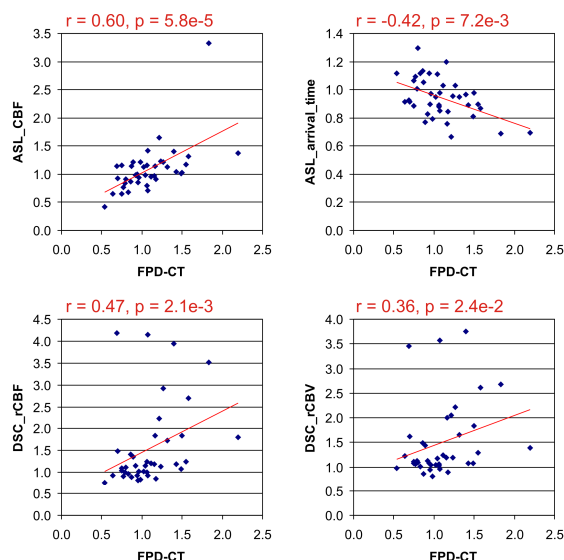 r = 0.60, p = 5.8e-5
3.5
3.0
2.5
2.0
1.5
1.0
0.5
0.0
ASL_CBF
0.0 0.5 1.0 1.5 2.0 2.5
FPD-CT
r = -0.42, p = 7.2e-3
1.4
1.2
1.0
0.8
0.6
0.4
0.2
0.0
ASL_arrival_time
0.0 0.5 1.0 1.5 2.0 2.5
FPD-CT
r = 0.47, p = 2.1e-3
4.5
4.0
3.5
3.0
2.5
2.0
1.5
1.0
0.5
0.0
DSC_rCBF
0.0 0.5 1.0 1.5 2.0 2.5
FPD-CT
r = 0.36, p = 2.4e-2
4.0
3.5
3.0
2.5
2.0
1.5
1.0
0.5
0.0
DSC_rCBV
0.0 0.5 1.0 1.5 2.0 2.5
FPD-CT